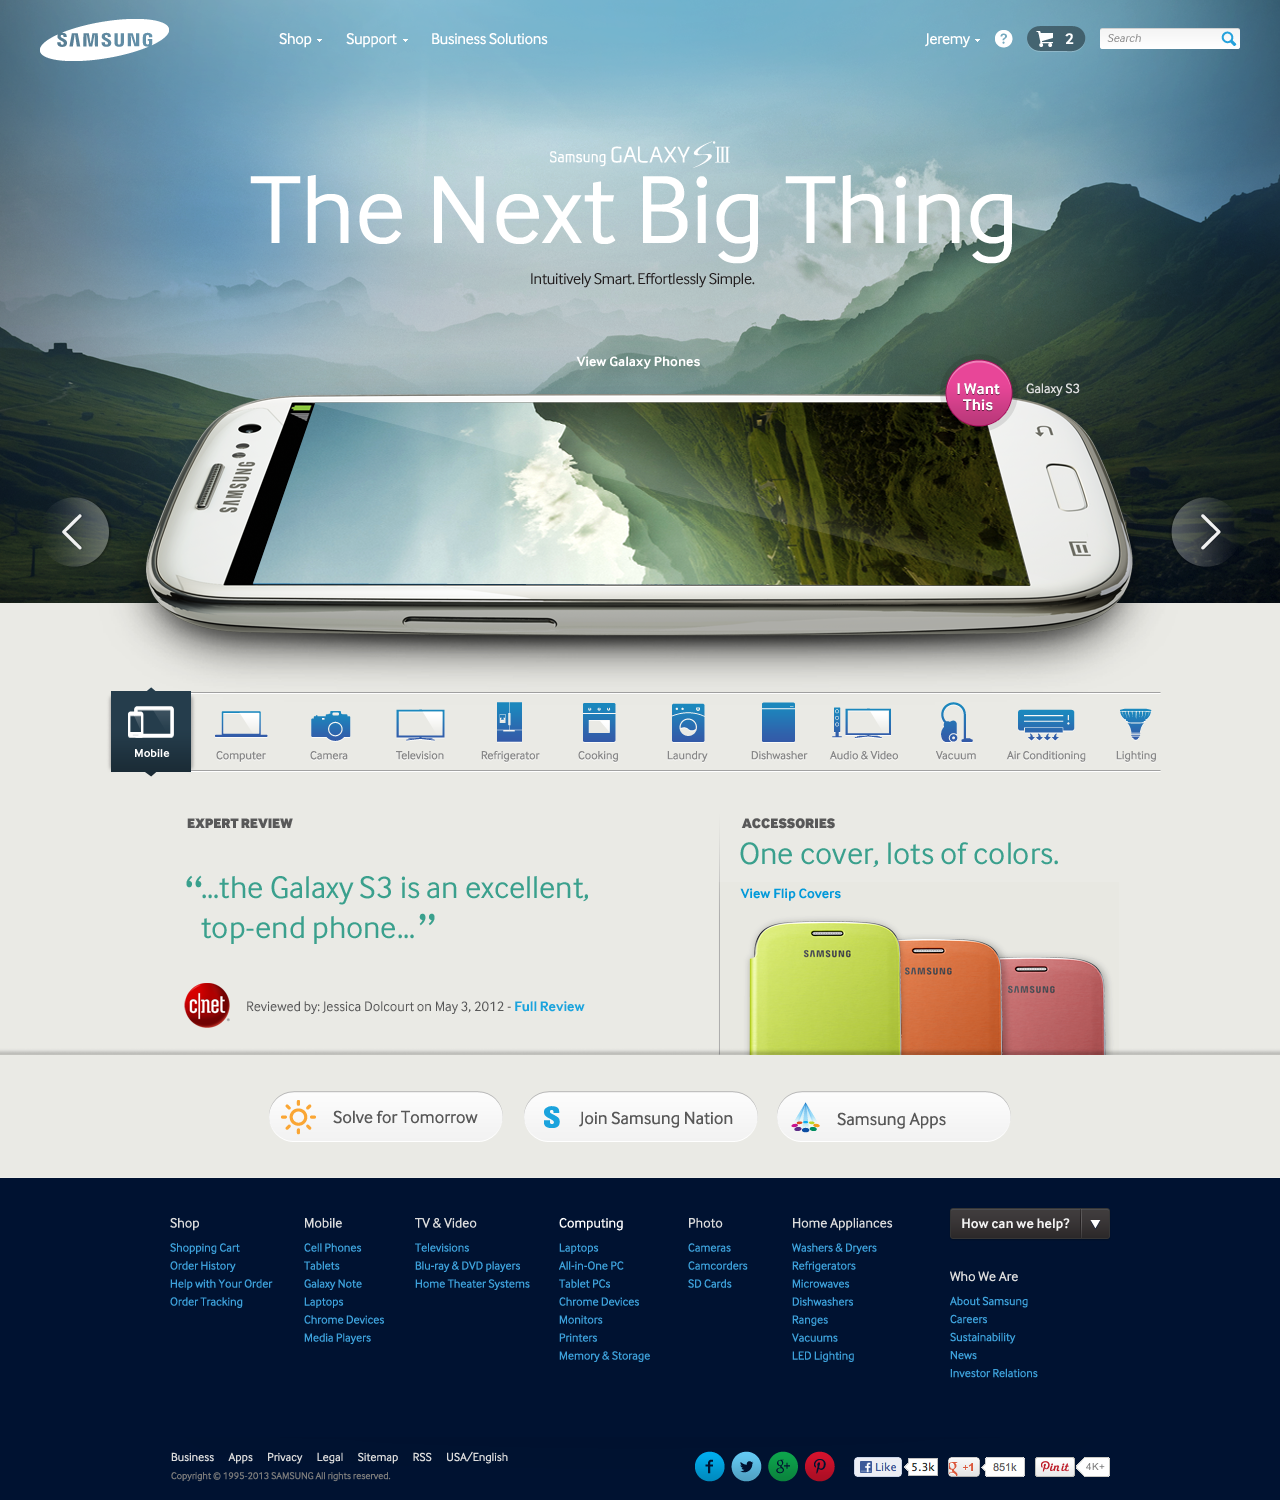 SAMSUNG
Shop
Support
Business Solutions
Jeremy
?
2
Search
Samsung GALAXY S III
The Next Big Thing
Intuitively Smart. Effortlessly Simple.
View Galaxy Phones
I Want
This
Galaxy S3
SAMSUNG
Mobile
Computer
Camera
Television
Refrigerator
Cooking
Laundry
Dishwasher
Audio & Video
Vacuum
Air Conditioning
Lighting
EXPERT REVIEW
“...the Galaxy S3 is an excellent,
top-end phone...”
c|net
Reviewed by: Jessica Dolcourt on May 3, 2012 - Full Review
ACCESSORIES
One cover, lots of colors.
View Flip Covers
SAMSUNG
SAMSUNG
SAMSUNG
Solve for Tomorrow
S
Join Samsung Nation
Samsung Apps
Shop
Shopping Cart
Order History
Help with Your Order
Order Tracking
Mobile
Cell Phones
Tablets
Galaxy Note
Laptops
Chrome Devices
Media Players
TV & Video
Televisions
Blu-ray & DVD players
Home Theater Systems
Computing
Laptops
All-in-One PC
Tablet PCs
Chrome Devices
Monitors
Printers
Memory & Storage
Photo
Cameras
Camcorders
SD Cards
Home Appliances
Washers & Dryers
Refrigerators
Microwaves
Dishwashers
Ranges
Vacuums
LED Lighting
How can we help?
Who We Are
About Samsung
Careers
Sustainability
News
Investor Relations
Business
Apps
Privacy
Legal
Sitemap
RSS
USA/English
Copyright © 1995-2013 SAMSUNG All rights reserved.
f
g+
f Like
5.3k
g +1
851k
Pin it
4K+